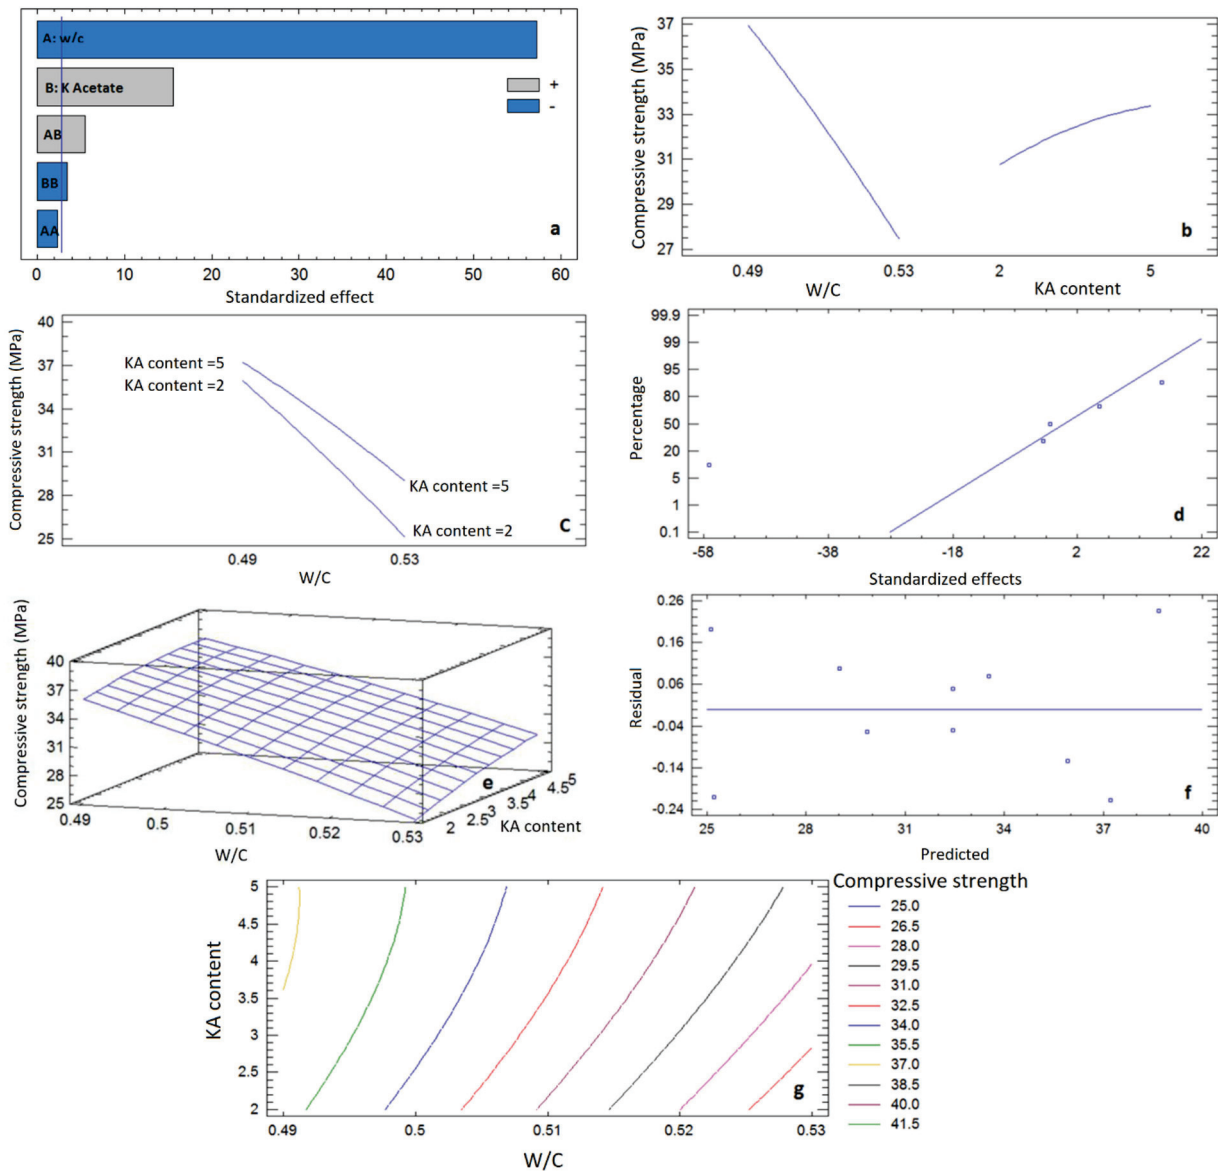 A: w/c
B: K Acetate
AB
BB
AA
+
-
a
0 10 20 30 40 50 60
Standardized effect
Compressive strength (MPa)
37
35
33
31
29
27
b
0.49 0.53 2 5
W/C KA content
Compressive strength (MPa)
40
37
34
31
28
25
KA content =5
KA content =2
KA content =5
KA content =2
C
0.49 0.53
W/C
Percentage
99.9
99
95
80
50
20
5
1
0.1
d
-58 -38 -18 2 22
Standardized effects
Compressive strength (MPa)
40
37
34
31
28
25
e
0.49 0.5 0.51 0.52 0.53
2 2.5 3 3.5 4 4.5 5
KA content
W/C
Residual
0.26
0.16
0.06
-0.04
-0.14
-0.24
f
25 28 31 34 37 40
Predicted
KA content
5
4.5
4
3.5
3
2.5
2
g
0.49 0.5 0.51 0.52 0.53
W/C
Compressive strength
25.0
26.5
28.0
29.5
31.0
32.5
34.0
35.5
37.0
38.5
40.0
41.5